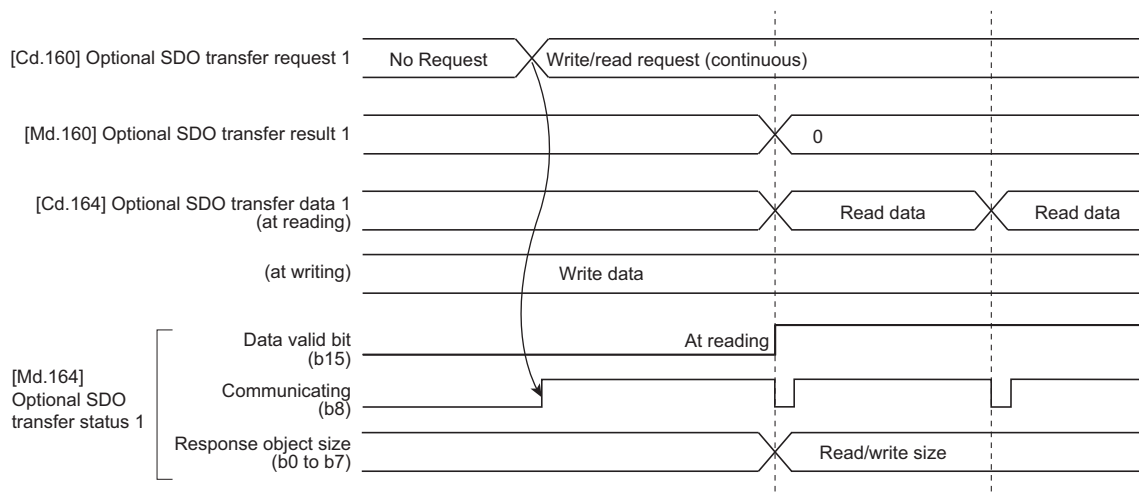 [Cd.160] Optional SDO transfer request 1
No Request
Write/read request (continuous)
[Md.160] Optional SDO transfer result 1
0
[Cd.164] Optional SDO transfer data 1
(at reading)
Read data
Read data
(at writing)
Write data
Data valid bit
(b15)
At reading
[Md.164]
Optional SDO
transfer status 1
Communicating
(b8)
Response object size
(b0 to b7)
Read/write size